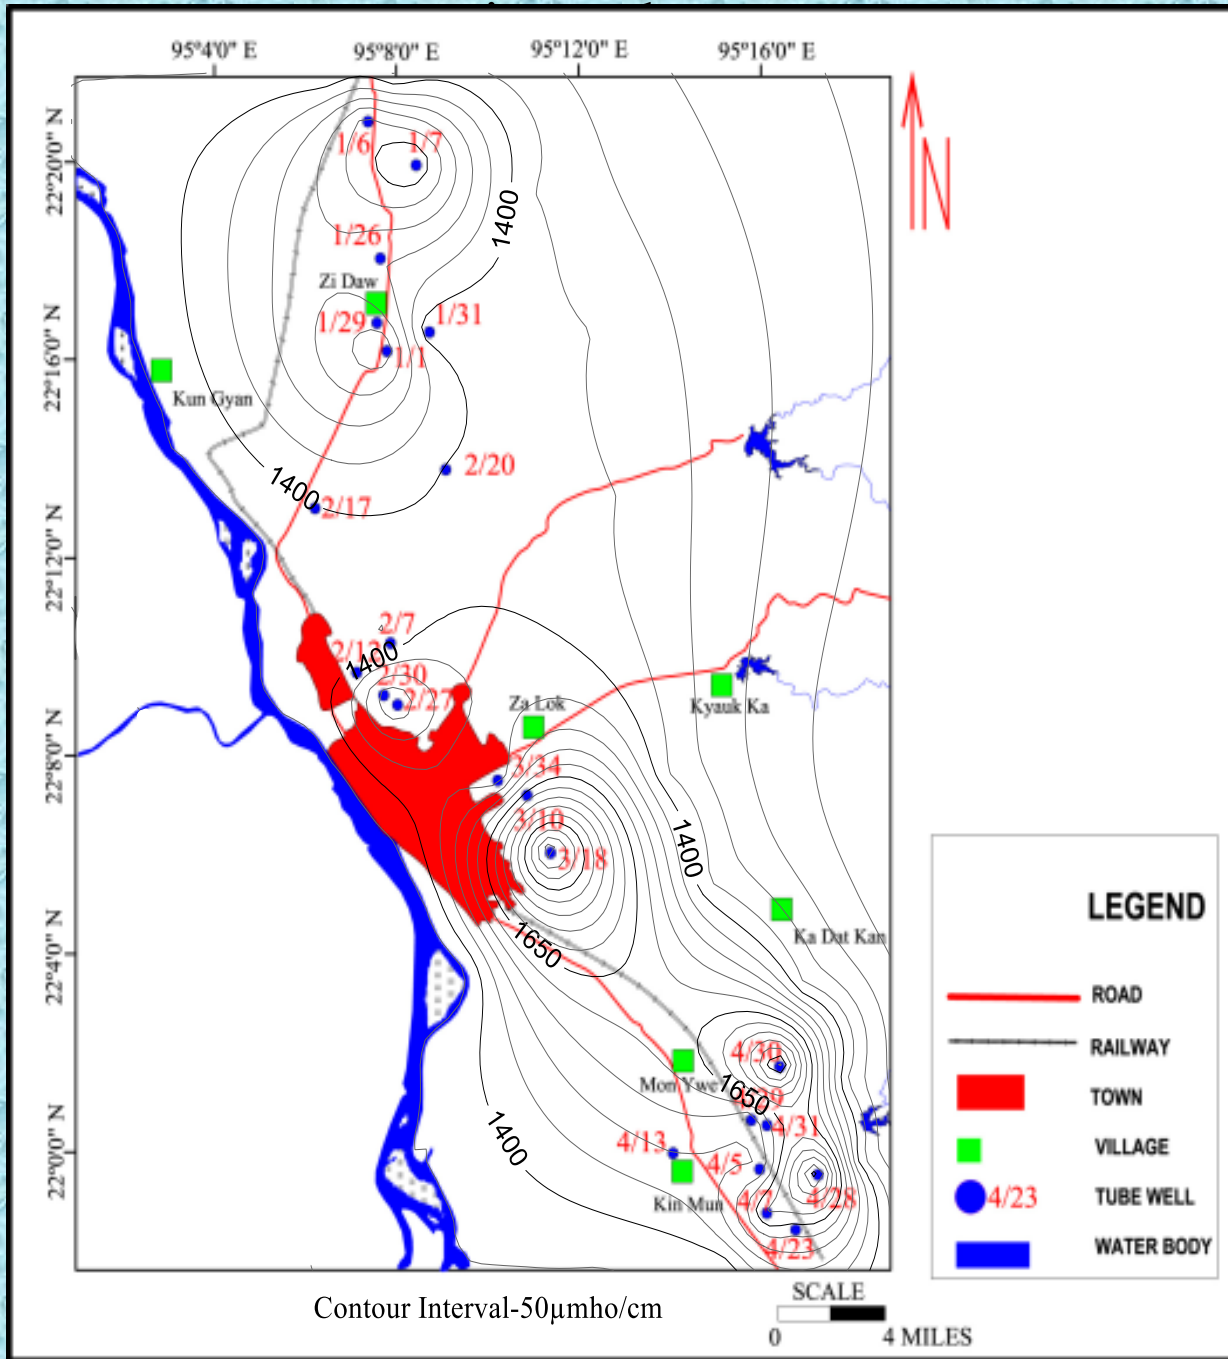 95°4'0" E
95°8'0" E
95°12'0" E
95°16'0" E
22°20'0" N
22°16'0" N
22°12'0" N
22°8'0" N
22°4'0" N
22°0'0" N
1/6
1/7
1400
1/26
Zi Daw
1/29
1/31
1/1
Kun Gyan
1400
2/20
2/17
2/7
1400
2/30
2/27
Za Lok
Kyauk Ka
3/34
3/10
3/18
1400
1650
Ka Dat Kan
4/30
Mon Ywe
1650
4/31
1400
4/13
4/5
Kin Mun
4/7
4/28
4/23
N
LEGEND
ROAD
RAILWAY
TOWN
VILLAGE
4/23 TUBE WELL
WATER BODY
Contour Interval-50µmho/cm
SCALE
0 4 MILES